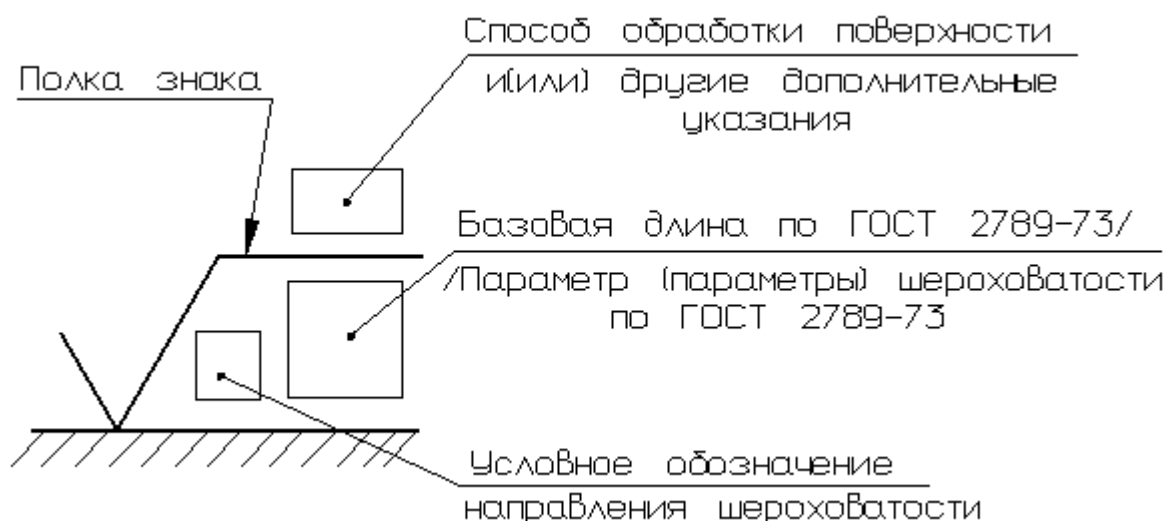 Способ обработки поверхности
и(или) другие дополнительные
указания
Полка знака
Базовая длина по ГОСТ 2789-73/
/Параметр (параметры) шероховатости
по ГОСТ 2789-73
Условное обозначение
направления шероховатости